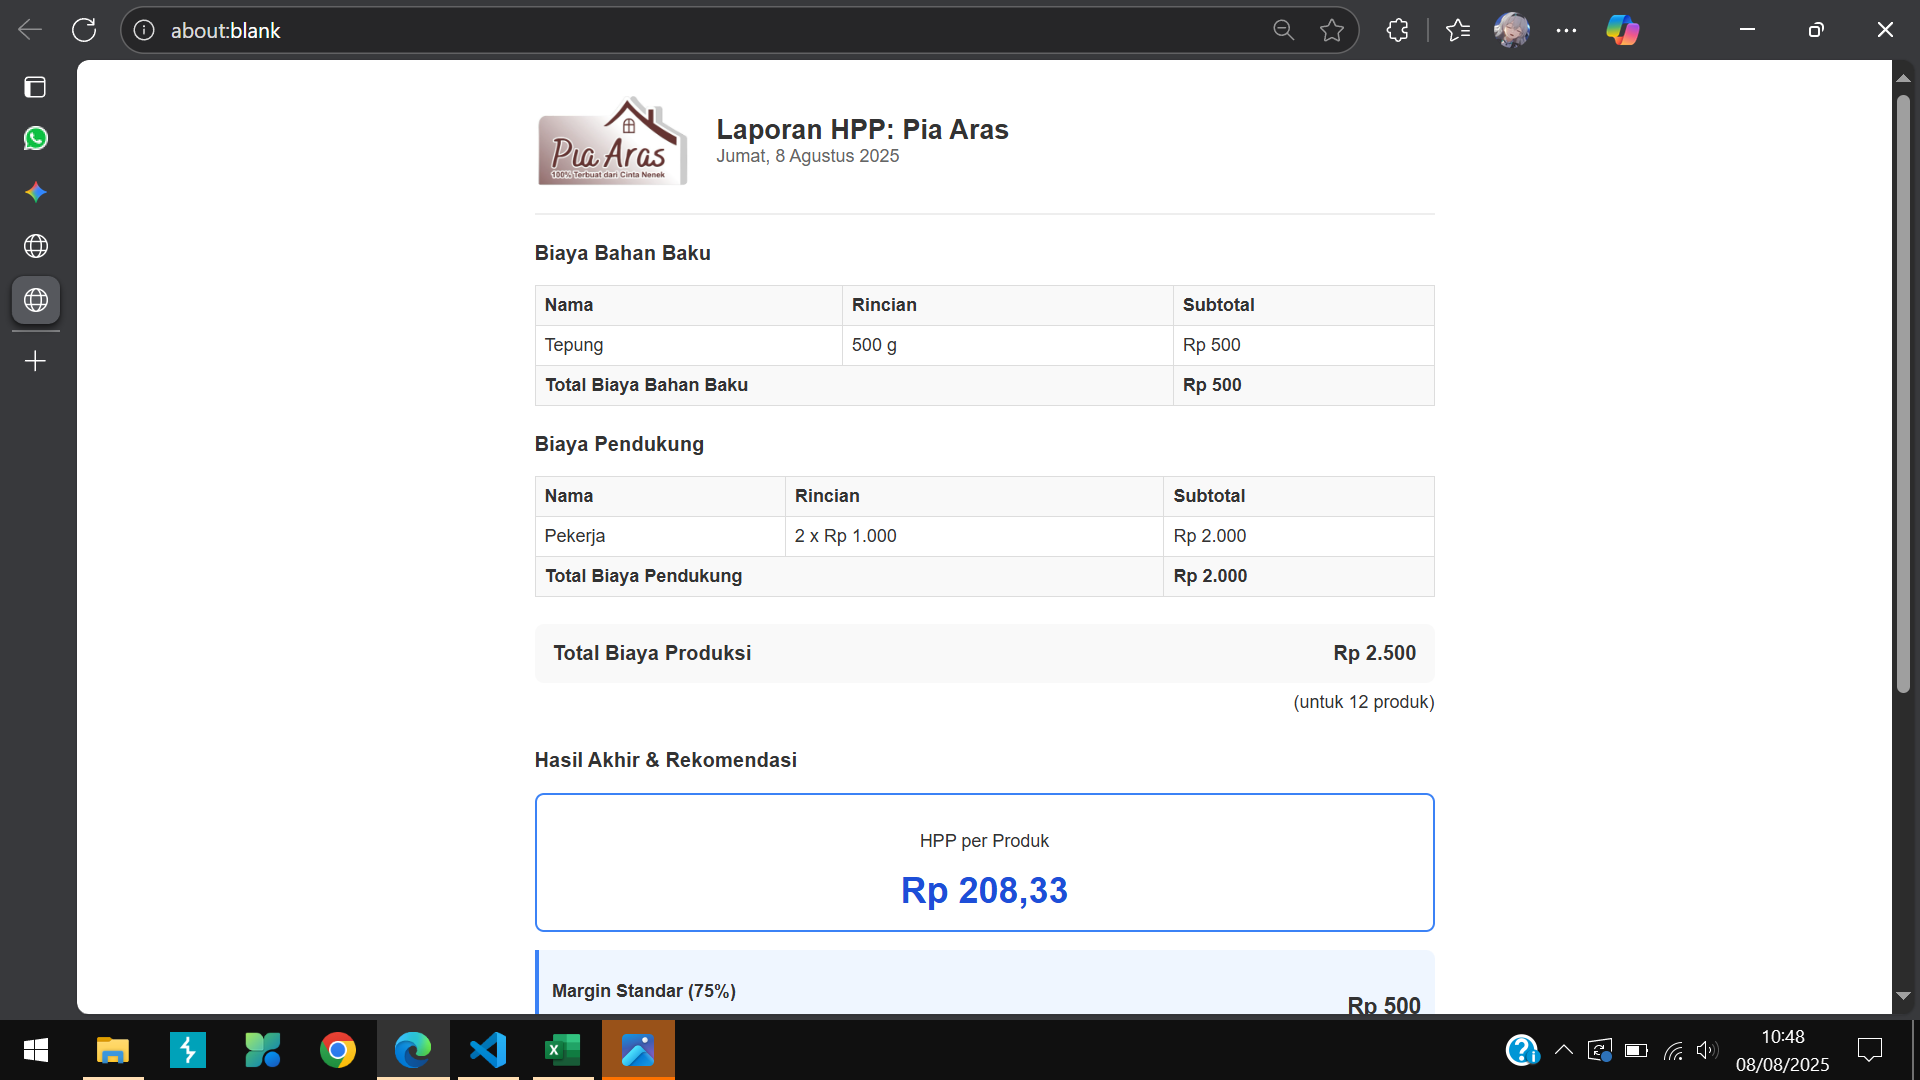 about:blank
Pia Aras
100% Terbuat dari Cinta Nenek
Laporan HPP: Pia Aras
Jumat, 8 Agustus 2025
Biaya Bahan Baku
Nama Rincian Subtotal
Tepung 500 g Rp 500
Total Biaya Bahan Baku Rp 500
Biaya Pendukung
Nama Rincian Subtotal
Pekerja 2 x Rp 1.000 Rp 2.000
Total Biaya Pendukung Rp 2.000
Total Biaya Produksi Rp 2.500
(untuk 12 produk)
Hasil Akhir & Rekomendasi
HPP per Produk
Rp 208,33
Margin Standar (75%)
Rp 500
10:48
08/08/2025